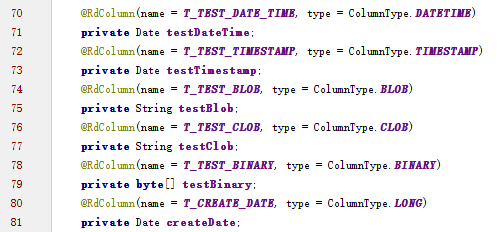 70 @RdColumn(name = T_TEST_DATE_TIME, type = ColumnType.DATETIME)
71 private Date testDateTime;
72 @RdColumn(name = T_TEST_TIMESTAMP, type = ColumnType.TIMESTAMP)
73 private Date testTimestamp;
74 @RdColumn(name = T_TEST_BLOB, type = ColumnType.BLOB)
75 private String testBlob;
76 @RdColumn(name = T_TEST_CLOB, type = ColumnType.CLOB)
77 private String testClob;
78 @RdColumn(name = T_TEST_BINARY, type = ColumnType.BINARY)
79 private byte[] testBinary;
80 @RdColumn(name = T_CREATE_DATE, type = ColumnType.LONG)
81 private Date createDate;